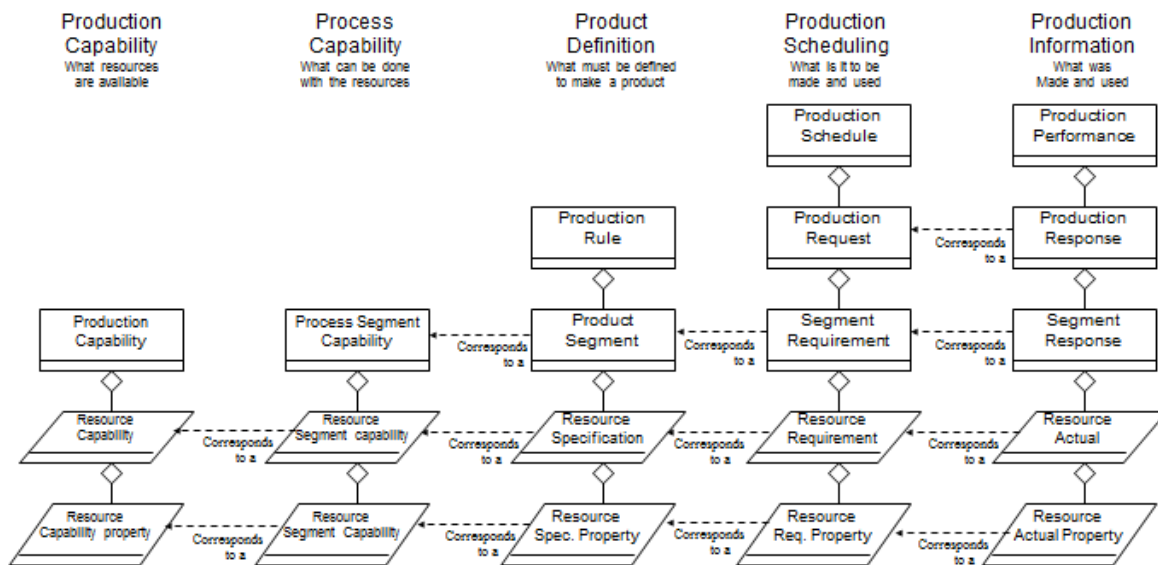 Production
Capability
What resources
are available
Process
Capability
What can be done
with the resources
Product
Definition
What must be defined
to make a product
Production
Scheduling
What is it to be
made and used
Production
Information
What was
Made and used
Production
Schedule
Production
Performance
Production
Rule
Production
Request
Corresponds
to a
Production
Response
Production
Capability
Process Segment
Capability
Corresponds
to a
Product
Segment
Corresponds
to a
Segment
Requirement
Corresponds
to a
Segment
Response
Resource
Capability
Corresponds
to a
Resource
Segment capability
Corresponds
to a
Resource
Specification
Corresponds
to a
Resource
Requirement
Corresponds
to a
Resource
Actual
Resource
Capability property
Corresponds
to a
Resource
Segment Capability
Corresponds
to a
Resource
Spec. Property
Corresponds
to a
Resource
Req. Property
Corresponds
to a
Resource
Actual Property